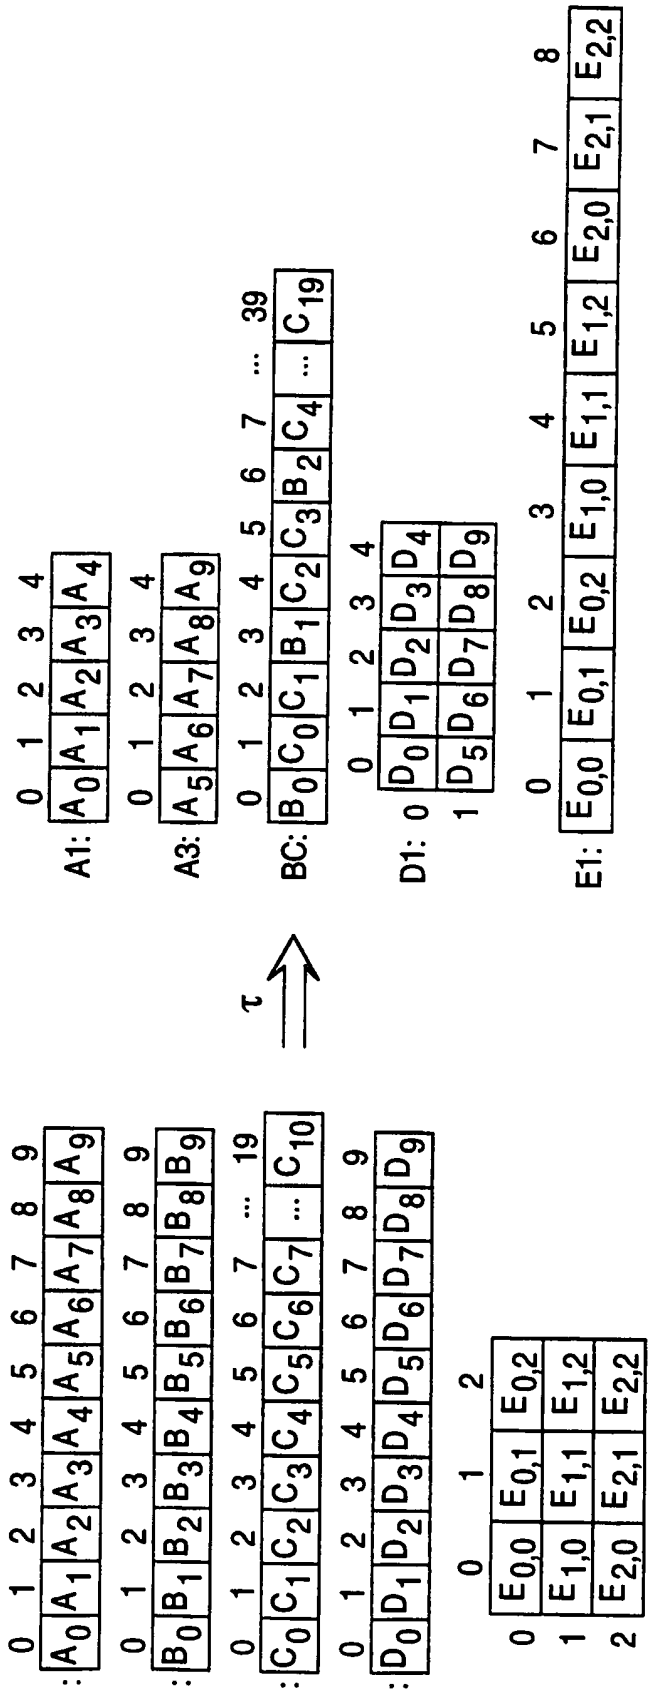 0 1 2 3 4 5 6 7 8 9
: A0 A1 A2 A3 A4 A5 A6 A7 A8 A9
0 1 2 3 4 5 6 7 8 9
: B0 B1 B2 B3 B4 B5 B6 B7 B8 B9
0 1 2 3 4 5 6 7 ... 19
: C0 C1 C2 C3 C4 C5 C6 C7 ... C10
0 1 2 3 4 5 6 7 8 9
: D0 D1 D2 D3 D4 D5 D6 D7 D8 D9
0 1 2
0 E0,0 E0,1 E0,2
1 E1,0 E1,1 E1,2
2 E2,0 E2,1 E2,2
τ
0 1 2 3 4
A1: A0 A1 A2 A3 A4
0 1 2 3 4
A3: A5 A6 A7 A8 A9
0 1 2 3 4 5 6 7 ... 39
BC: B0 C0 C1 B1 C2 C3 B2 C4 ... C19
0 1 2 3 4
D1: 0 D0 D1 D2 D3 D4
1 D5 D6 D7 D8 D9
0 1 2 3 4 5 6 7 8
E1: E0,0 E0,1 E0,2 E1,0 E1,1 E1,2 E2,0 E2,1 E2,2